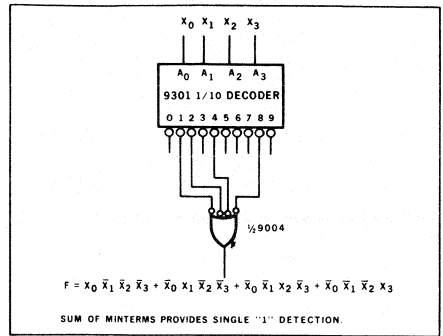 X0 X1 X2 X3
A0 A1 A2 A3
9301 1/10 DECODER
0 1 2 3 4 5 6 7 8 9
½9004
F = X0 X̅1 X̅2 X̅3 + X̅0 X1 X̅2 X̅3 + X̅0 X̅1 X2 X̅3 + X̅0 X̅1 X̅2 X3
SUM OF MINTERMS PROVIDES SINGLE "1" DETECTION.